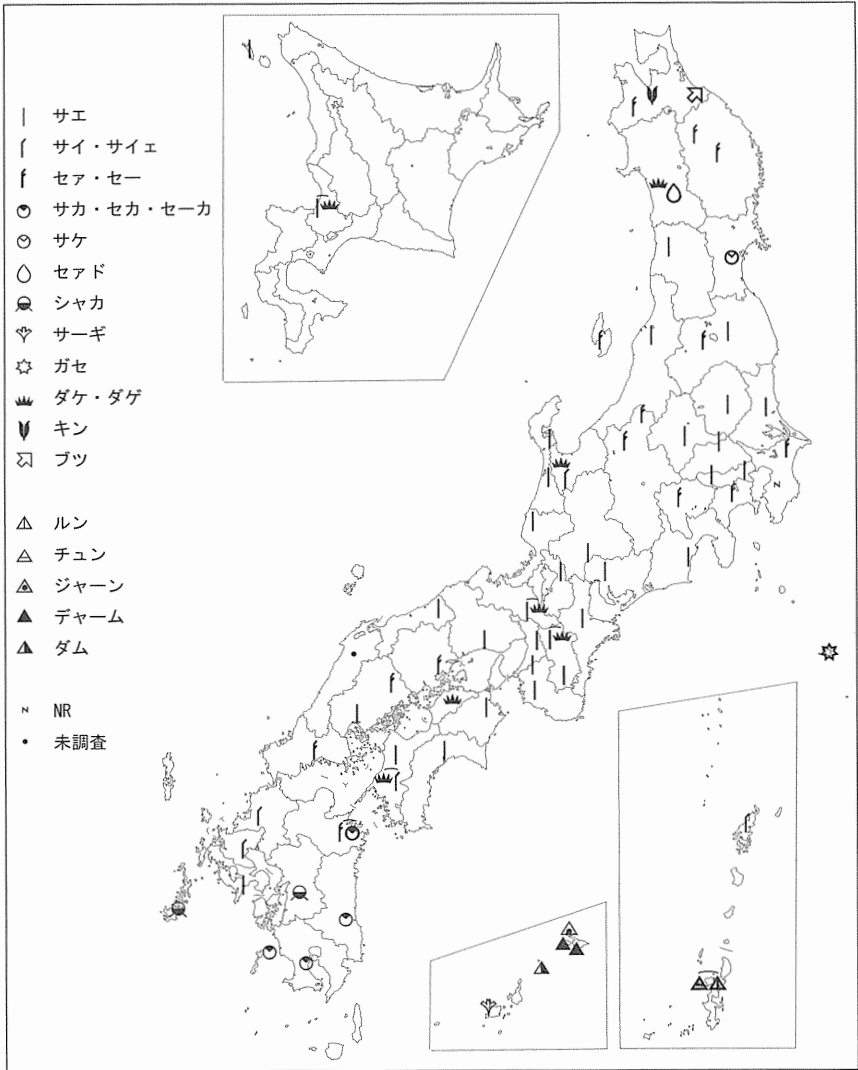 サエ
サイ・サイェ
セァ・セー
サカ・セカ・セーカ
サケ
セァド
シャカ
サーギ
ガセ
ダケ・ダゲ
キン
ブツ
ルン
チュン
ジャーン
デャーム
ダム
N NR
未調査
N